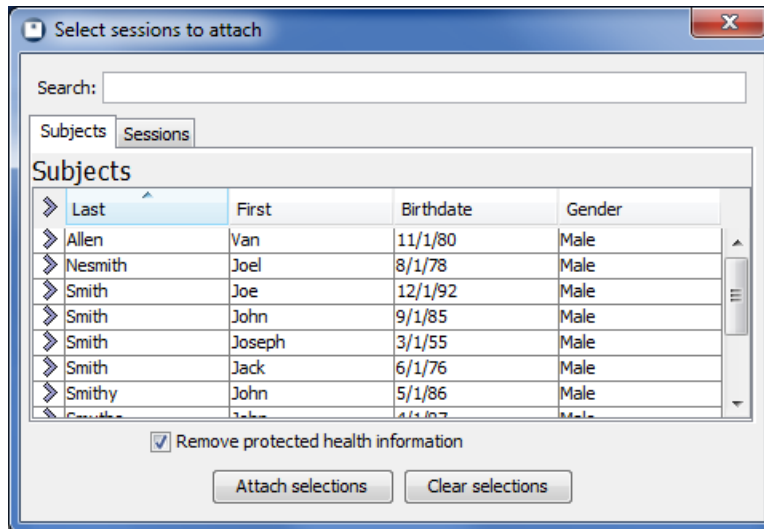 Select sessions to attach
Search:
Subjects Sessions
Subjects
Last First Birthdate Gender
Allen Van 11/1/80 Male
Nesmith Joel 8/1/78 Male
Smith Joe 12/1/92 Male
Smith John 9/1/85 Male
Smith Joseph 3/1/55 Male
Smith Jack 6/1/76 Male
Smithy John 5/1/86 Male
Remove protected health information
Attach selections Clear selections